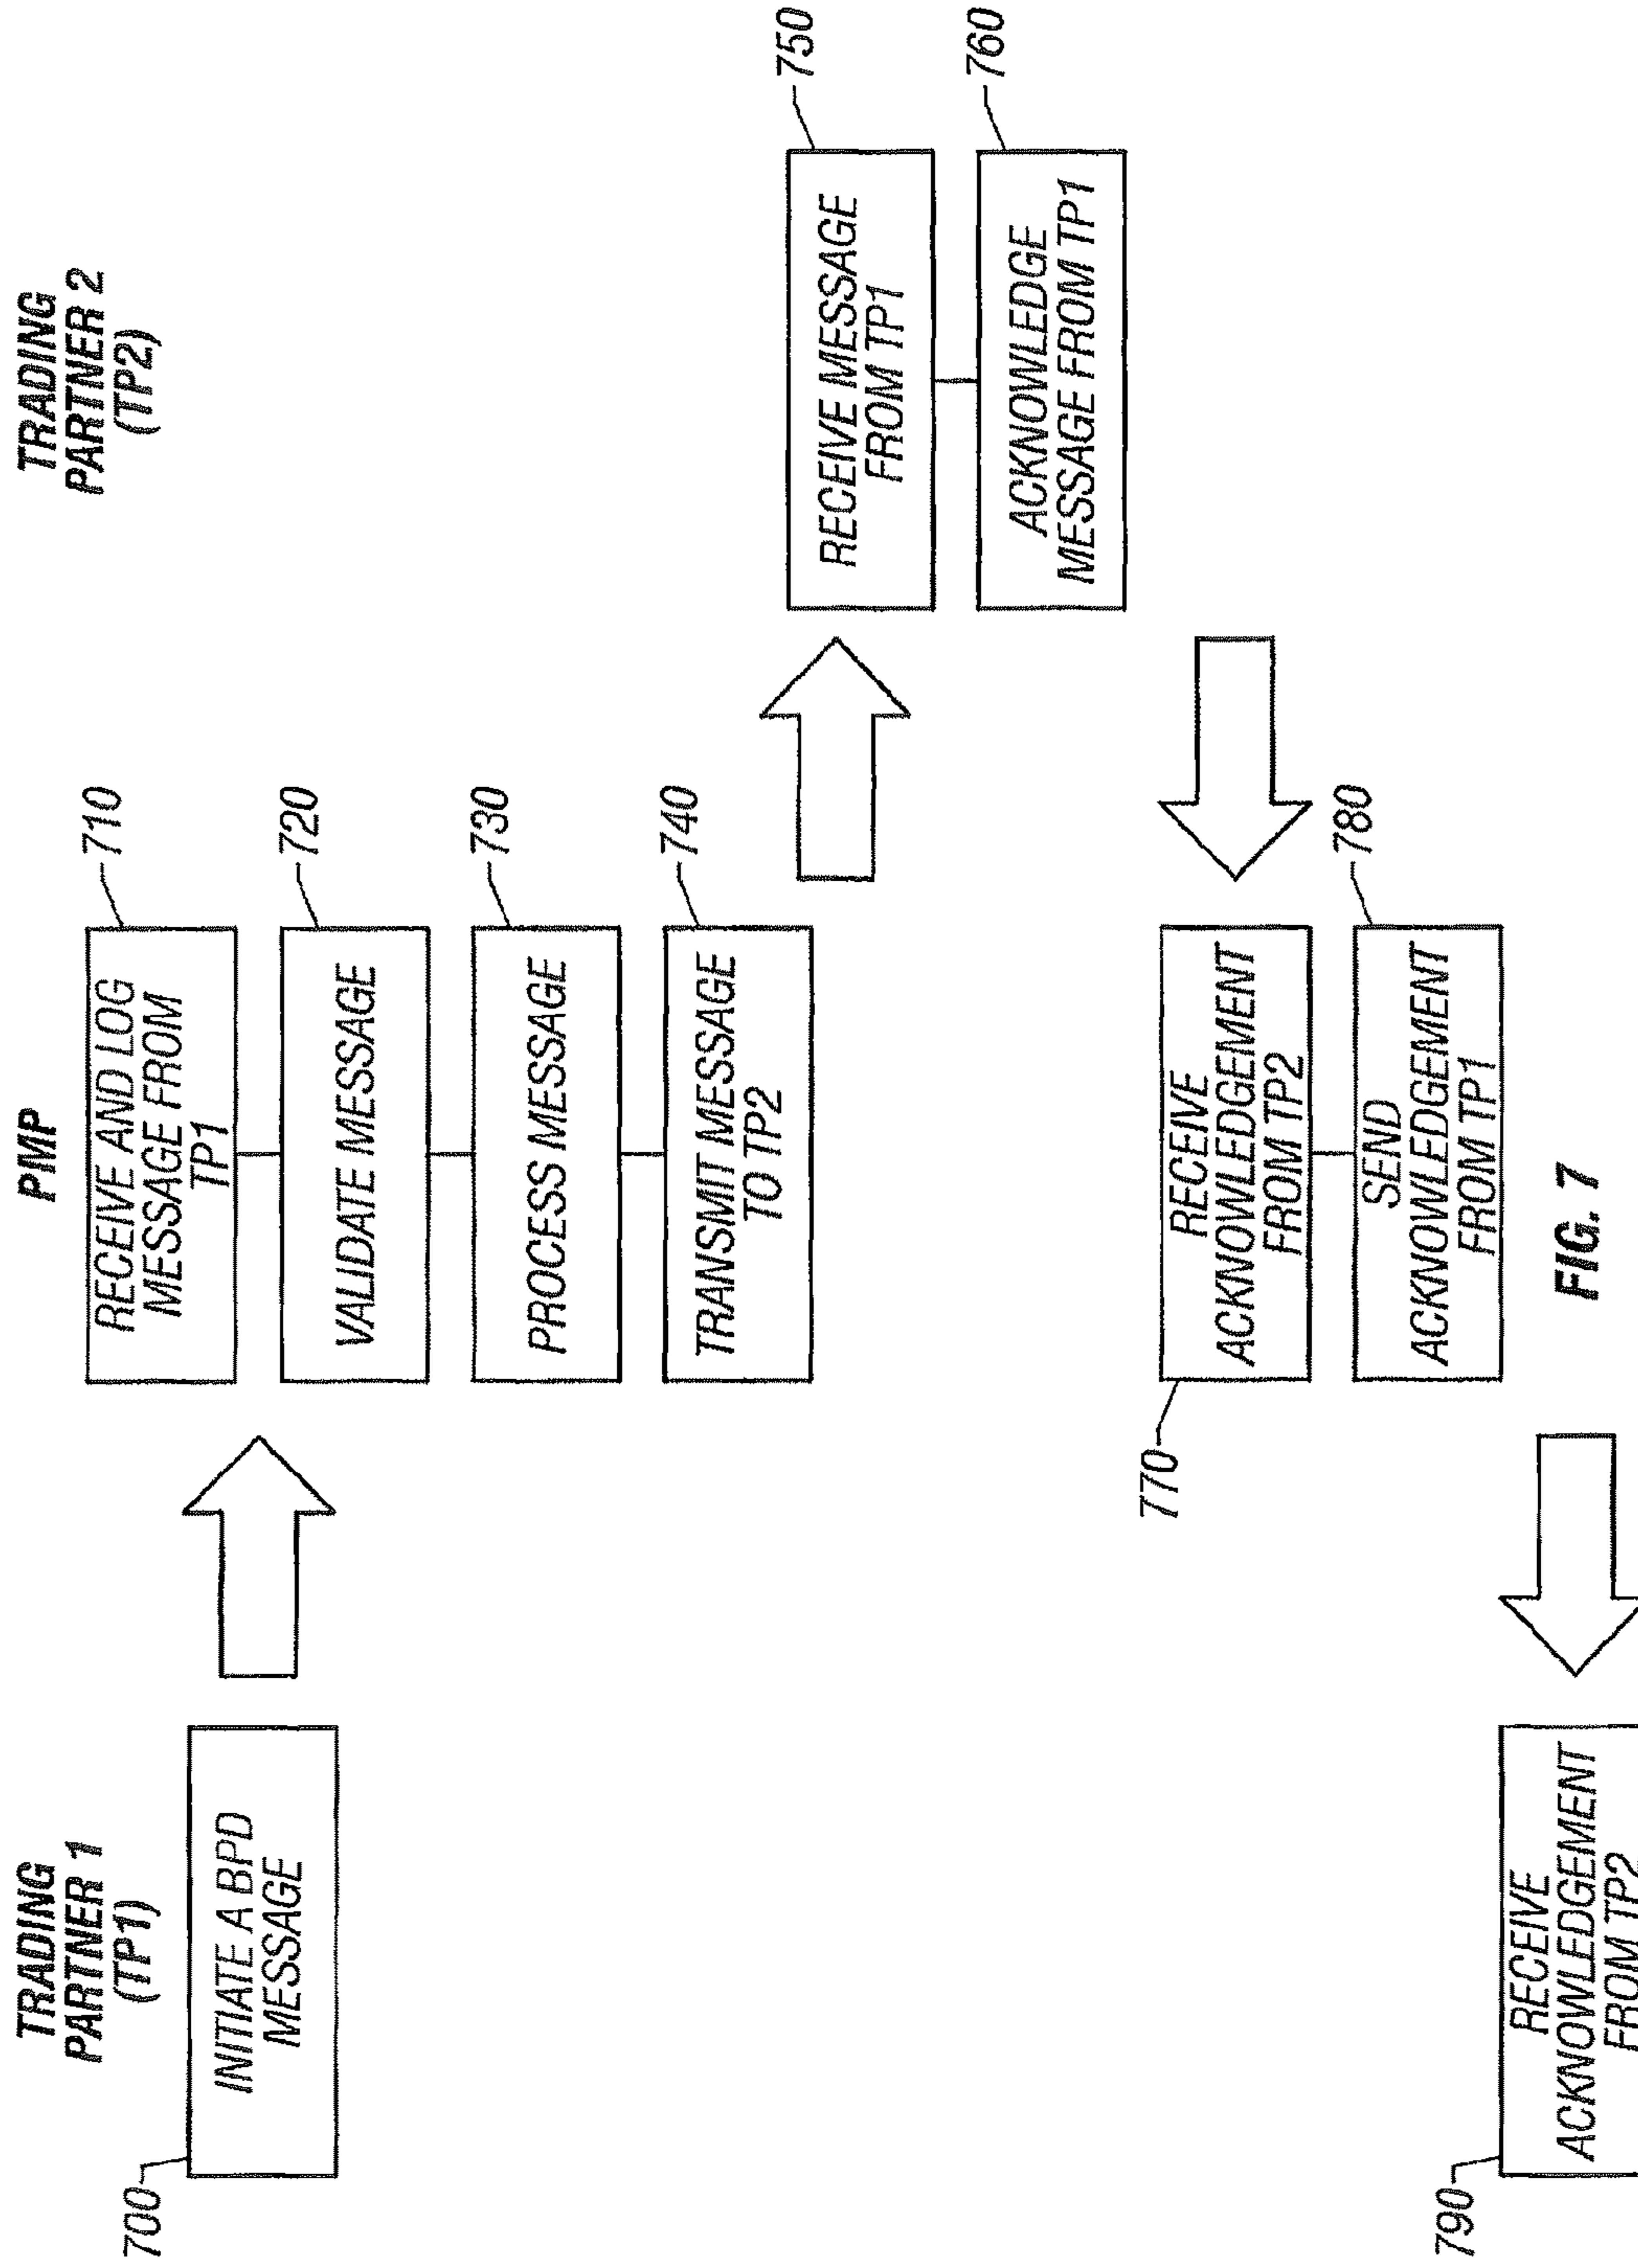 TRADING
PARTNER 1
(TP1)
PMP
TRADING
PARTNER 2
(TP2)
700
INITIATE A BPD
MESSAGE
710
RECEIVE AND LOG
MESSAGE FROM
TP1
720
VALIDATE MESSAGE
730
PROCESS MESSAGE
740
TRANSMIT MESSAGE
TO TP2
750
RECEIVE MESSAGE
FROM TP1
760
ACKNOWLEDGE
MESSAGE FROM TP1
770
RECEIVE
ACKNOWLEDGEMENT
FROM TP2
780
SEND
ACKNOWLEDGEMENT
FROM TP1
790
RECEIVE
ACKNOWLEDGEMENT
FROM TP2
FIG. 7